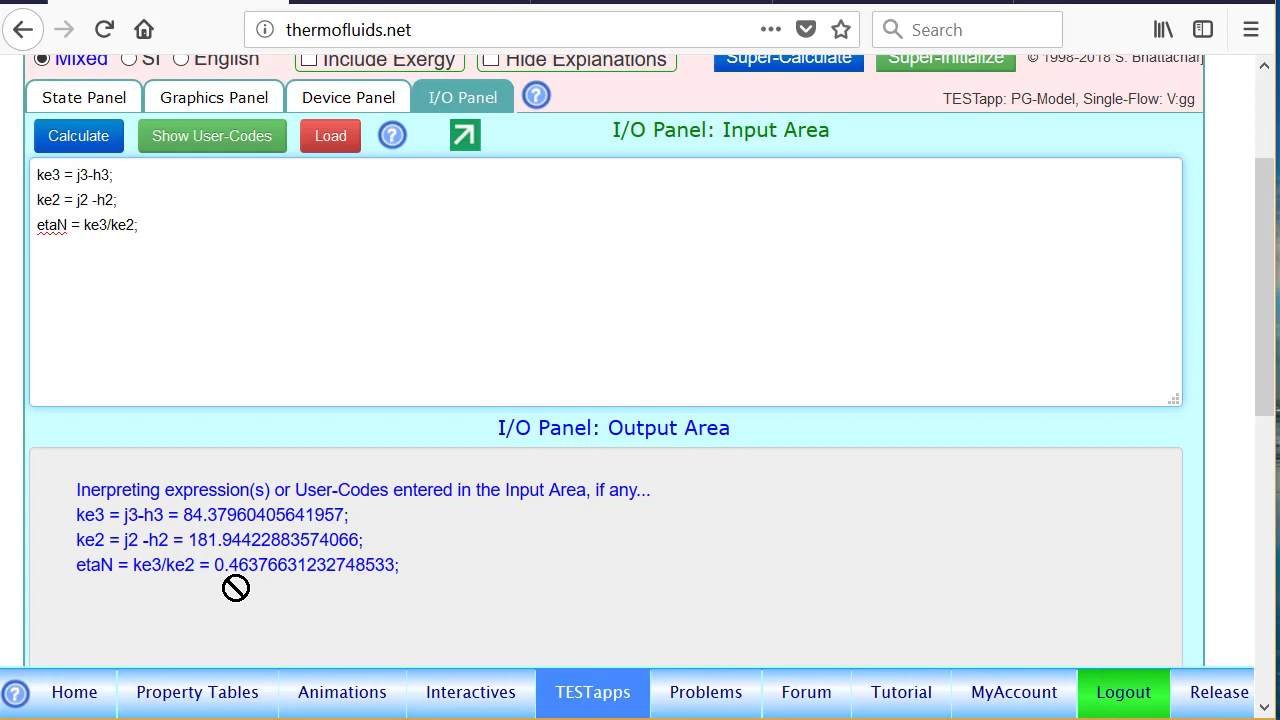 thermofluids.net
Search
Mixed SI English Include Exergy Hide Explanations Super-Calculate Super-Initialize © 1998-2018 S. Bhattachar
State Panel Graphics Panel Device Panel I/O Panel ?
TESTapp: PG-Model, Single-Flow: V:gg
Calculate Show User-Codes Load ? I/O Panel: Input Area
ke3 = j3-h3;
ke2 = j2 -h2;
etaN = ke3/ke2;
I/O Panel: Output Area
Inerpreting expression(s) or User-Codes entered in the Input Area, if any...
ke3 = j3-h3 = 84.37960405641957;
ke2 = j2 -h2 = 181.94422883574066;
etaN = ke3/ke2 = 0.46376631232748533;
? Home Property Tables Animations Interactives TESTapps Problems Forum Tutorial MyAccount Logout Release